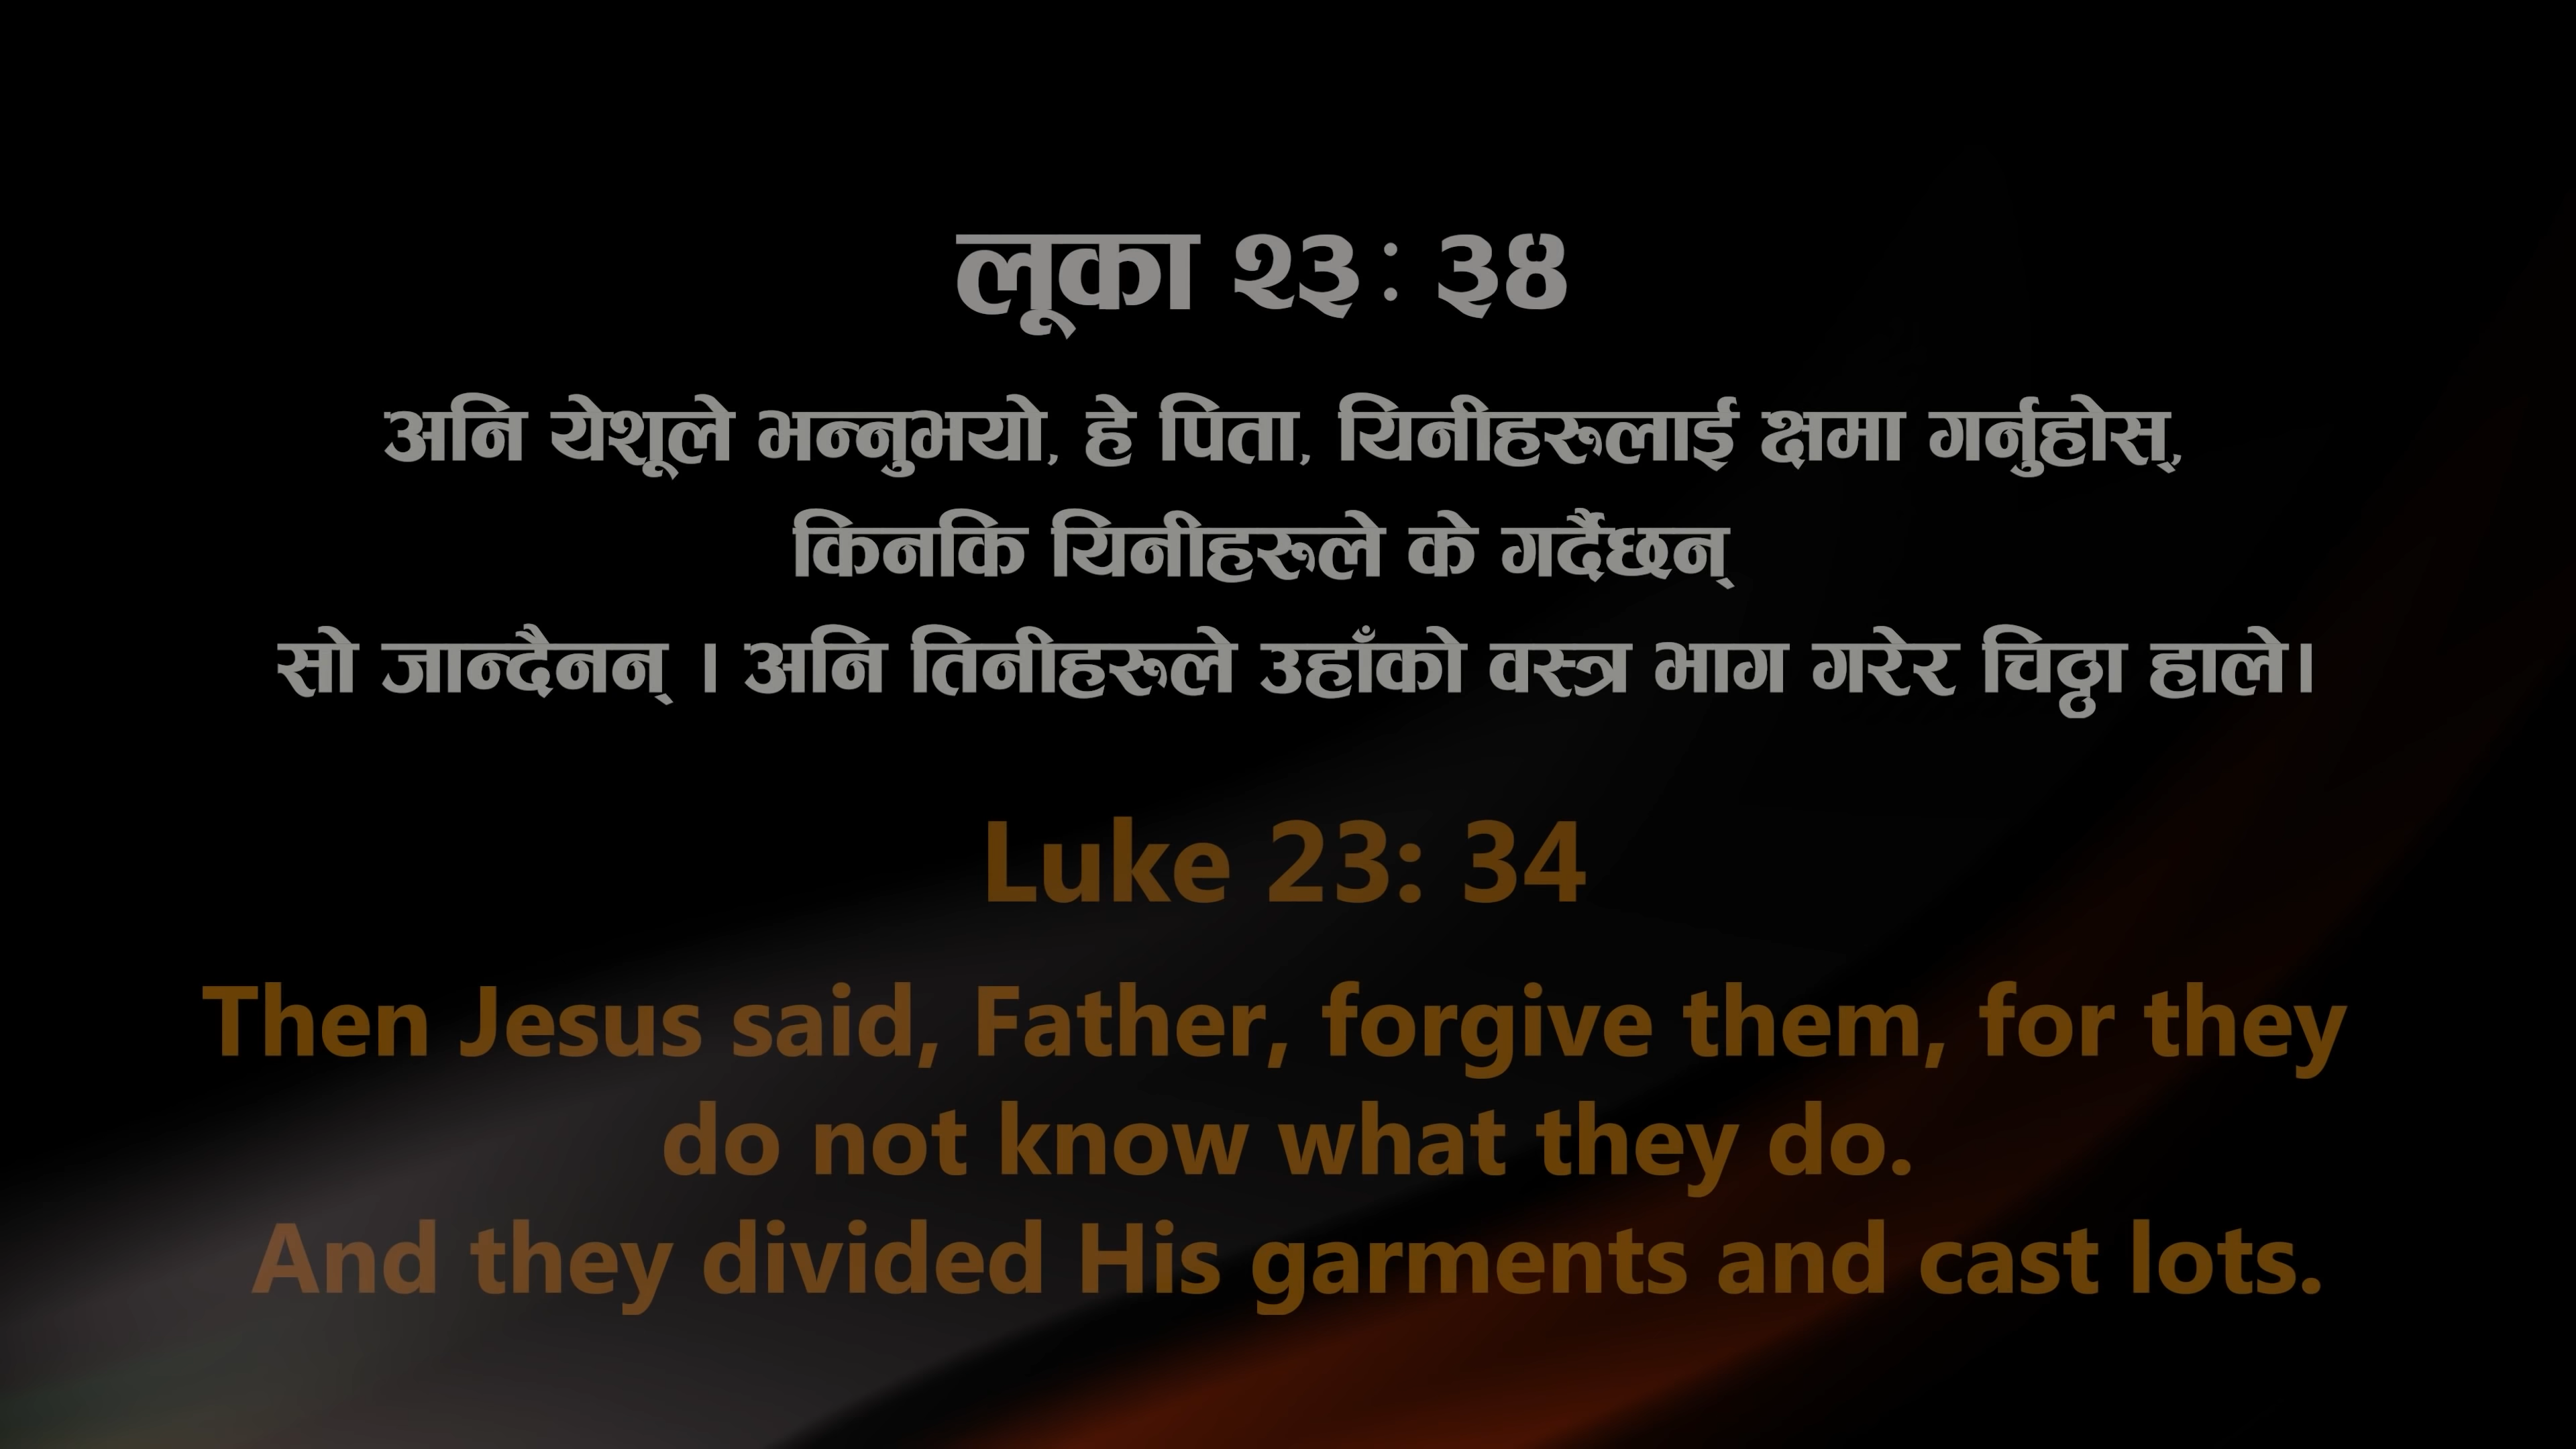 लूका २३: ३४
अनि येशूले भन्नुभयो, हे पिता, यिनीहरुलाई क्षमा गर्नुहोस्,
किनकि यिनीहरुले के गर्दैछन्
सो जान्दैनन् । अनि तिनीहरुले उहाँको वस्त्र भाग गरेर चिठ्ठा हाले।
Luke 23: 34
Then Jesus said, Father, forgive them, for they
do not know what they do.
And they divided His garments and cast lots.